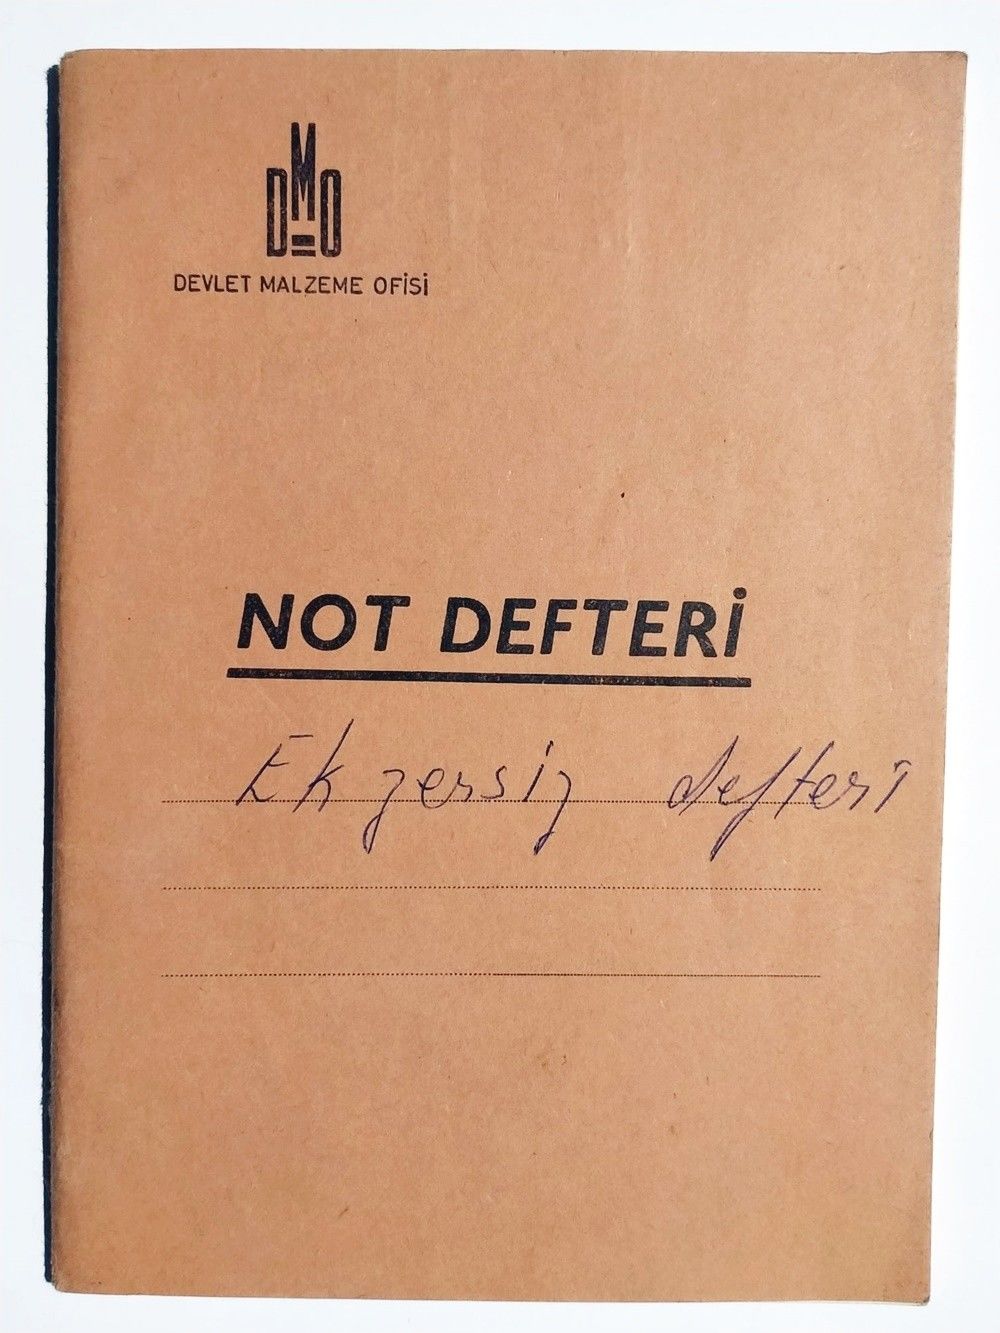 DMO
DEVLET MALZEME OFİSİ
NOT DEFTERİ
Ekzersiz defteri